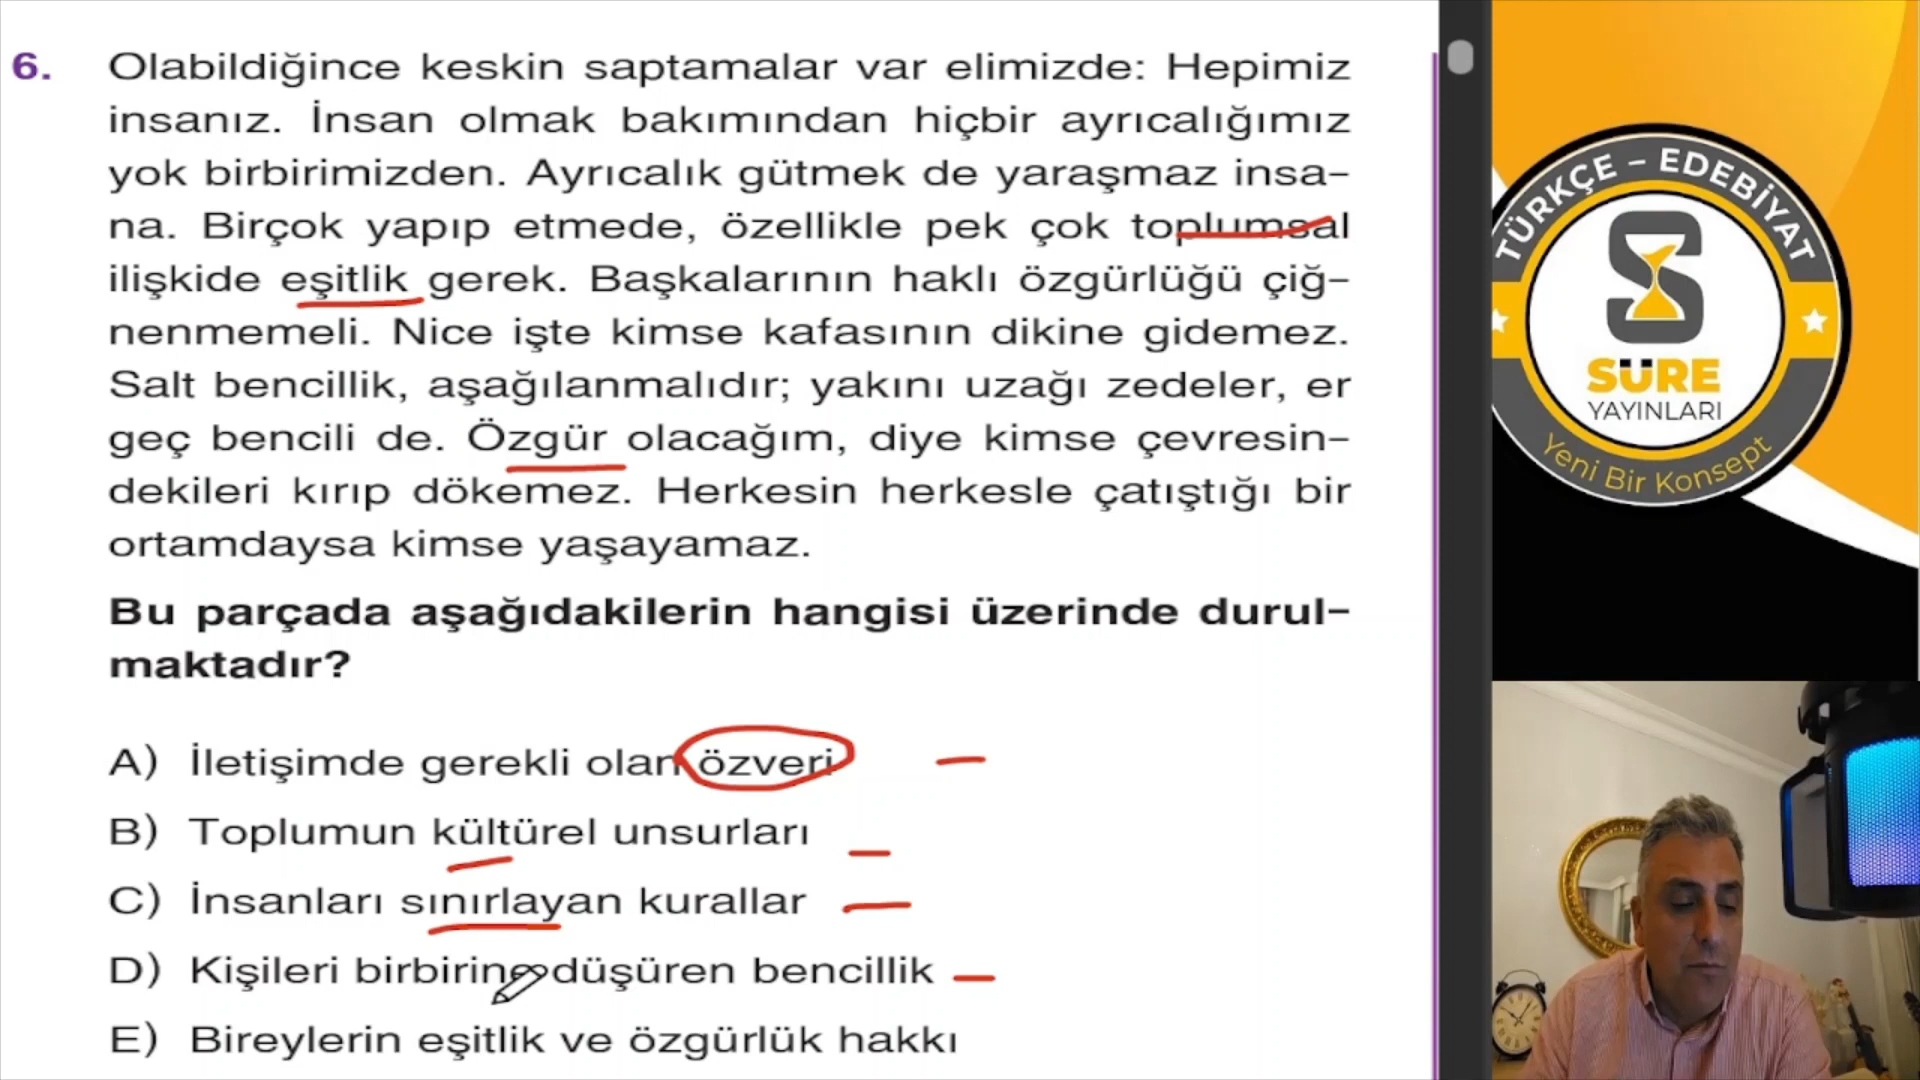 6. Olabildiğince keskin saptamalar var elimizde: Hepimiz
insanız. İnsan olmak bakımından hiçbir ayrıcalığımız
yok birbirimizden. Ayrıcalık gütmek de yaraşmaz insa-
na. Birçok yapıp etmede, özellikle pek çok toplumsal
ilişkide eşitlik gerek. Başkalarının haklı özgürlüğü çiğ-
nenmemeli. Nice işte kimse kafasının dikine gidemez.
Salt bencillik, aşağılanmalıdır; yakını uzağı zedeler, er
geç bencili de. Özgür olacağım, diye kimse çevresin-
dekileri kırıp dökemez. Herkesin herkesle çatıştığı bir
ortamdaysa kimse yaşayamaz.
Bu parçada aşağıdakilerin hangisi üzerinde durul-
maktadır?
A) İletişimde gerekli olan özveri
B) Toplumun kültürel unsurları
C) İnsanları sınırlayan kurallar
D) Kişileri birbirine düşüren bencillik
E) Bireylerin eşitlik ve özgürlük hakkı
TÜRKÇE – EDEBİYAT
S
SÜRE
YAYINLARI
Yeni Bir Konsept